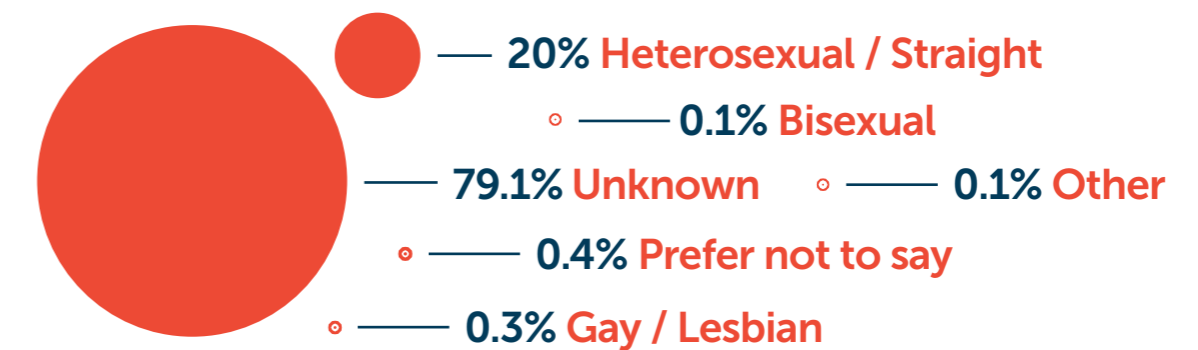 20% Heterosexual / Straight
0.1% Bisexual
79.1% Unknown
0.1% Other
0.4% Prefer not to say
0.3% Gay / Lesbian